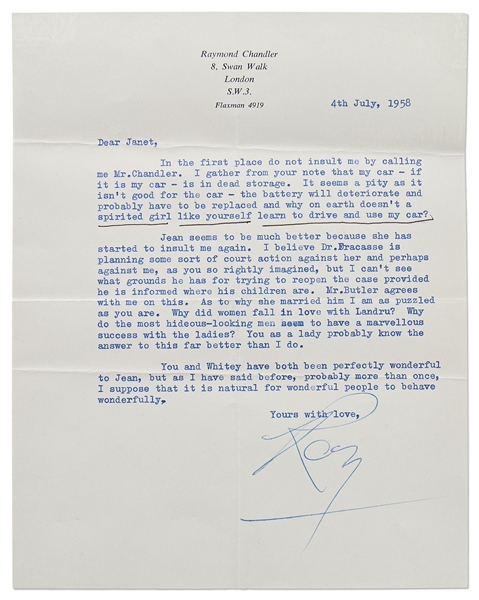 Raymond Chandler
8, Swan Walk
London
S.W.3.
Flaxman 4919
4th July, 1958
Dear Janet,
In the first place do not insult me by calling
me Mr.Chandler. I gather from your note that my car - if
it is my car - is in dead storage. It seems a pity as it
isn't good for the car - the battery will deteriorate and
probably have to be replaced and why on earth doesn't a
spirited girl like yourself learn to drive and use my car?
Jean seems to be much better because she has
started to insult me again. I believe Dr.Fracasse is
planning some sort of court action against her and perhaps
against me, as you so rightly imagined, but I can't see
what grounds he has for trying to reopen the case provided
he is informed where his children are. Mr.Butler agrees
with me on this. As to why she married him I am as puzzled
as you are. Why did women fall in love with Landru? Why
do the most hideous-looking men seem to have a marvellous
success with the ladies? You as a lady probably know the
answer to this far better than I do.
You and Whitey have both been perfectly wonderful
to Jean, but as I have said before, probably more than once,
I suppose that it is natural for wonderful people to behave
wonderfully.
Yours with love,
Ray